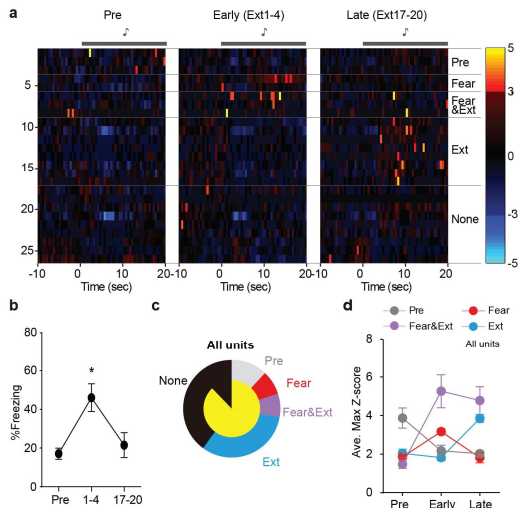 a
Pre
Early (Ext1-4)
Late (Ext17-20)
♪ ♪ ♪
5
10
15
20
25
Pre
Fear
Fear
&Ext
Ext
None
5
3
0
-3
-5
-10 0 10 20 -10 0 10 20 -10 0 10 20
Time (sec) Time (sec) Time (sec)
b
%Freezing
80
60
40
20
0
*
Pre 1-4 17-20
c
All units
None
Pre
Fear
Fear&Ext
Ext
d
Pre Fear
Fear&Ext Ext
All units
Ave. Max Z-score
8
6
4
2
0
Pre Early Late